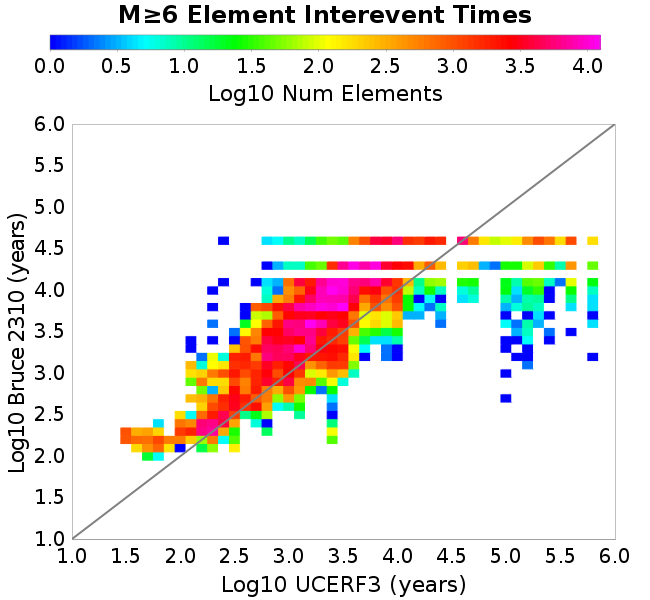 M≥6 Element Interevent Times
0.0 0.5 1.0 1.5 2.0 2.5 3.0 3.5 4.0
Log10 Num Elements
6.0
5.5
5.0
4.5
4.0
3.5
3.0
2.5
2.0
1.5
1.0
Log10 Bruce 2310 (years)
1.0 1.5 2.0 2.5 3.0 3.5 4.0 4.5 5.0 5.5 6.0
Log10 UCERF3 (years)